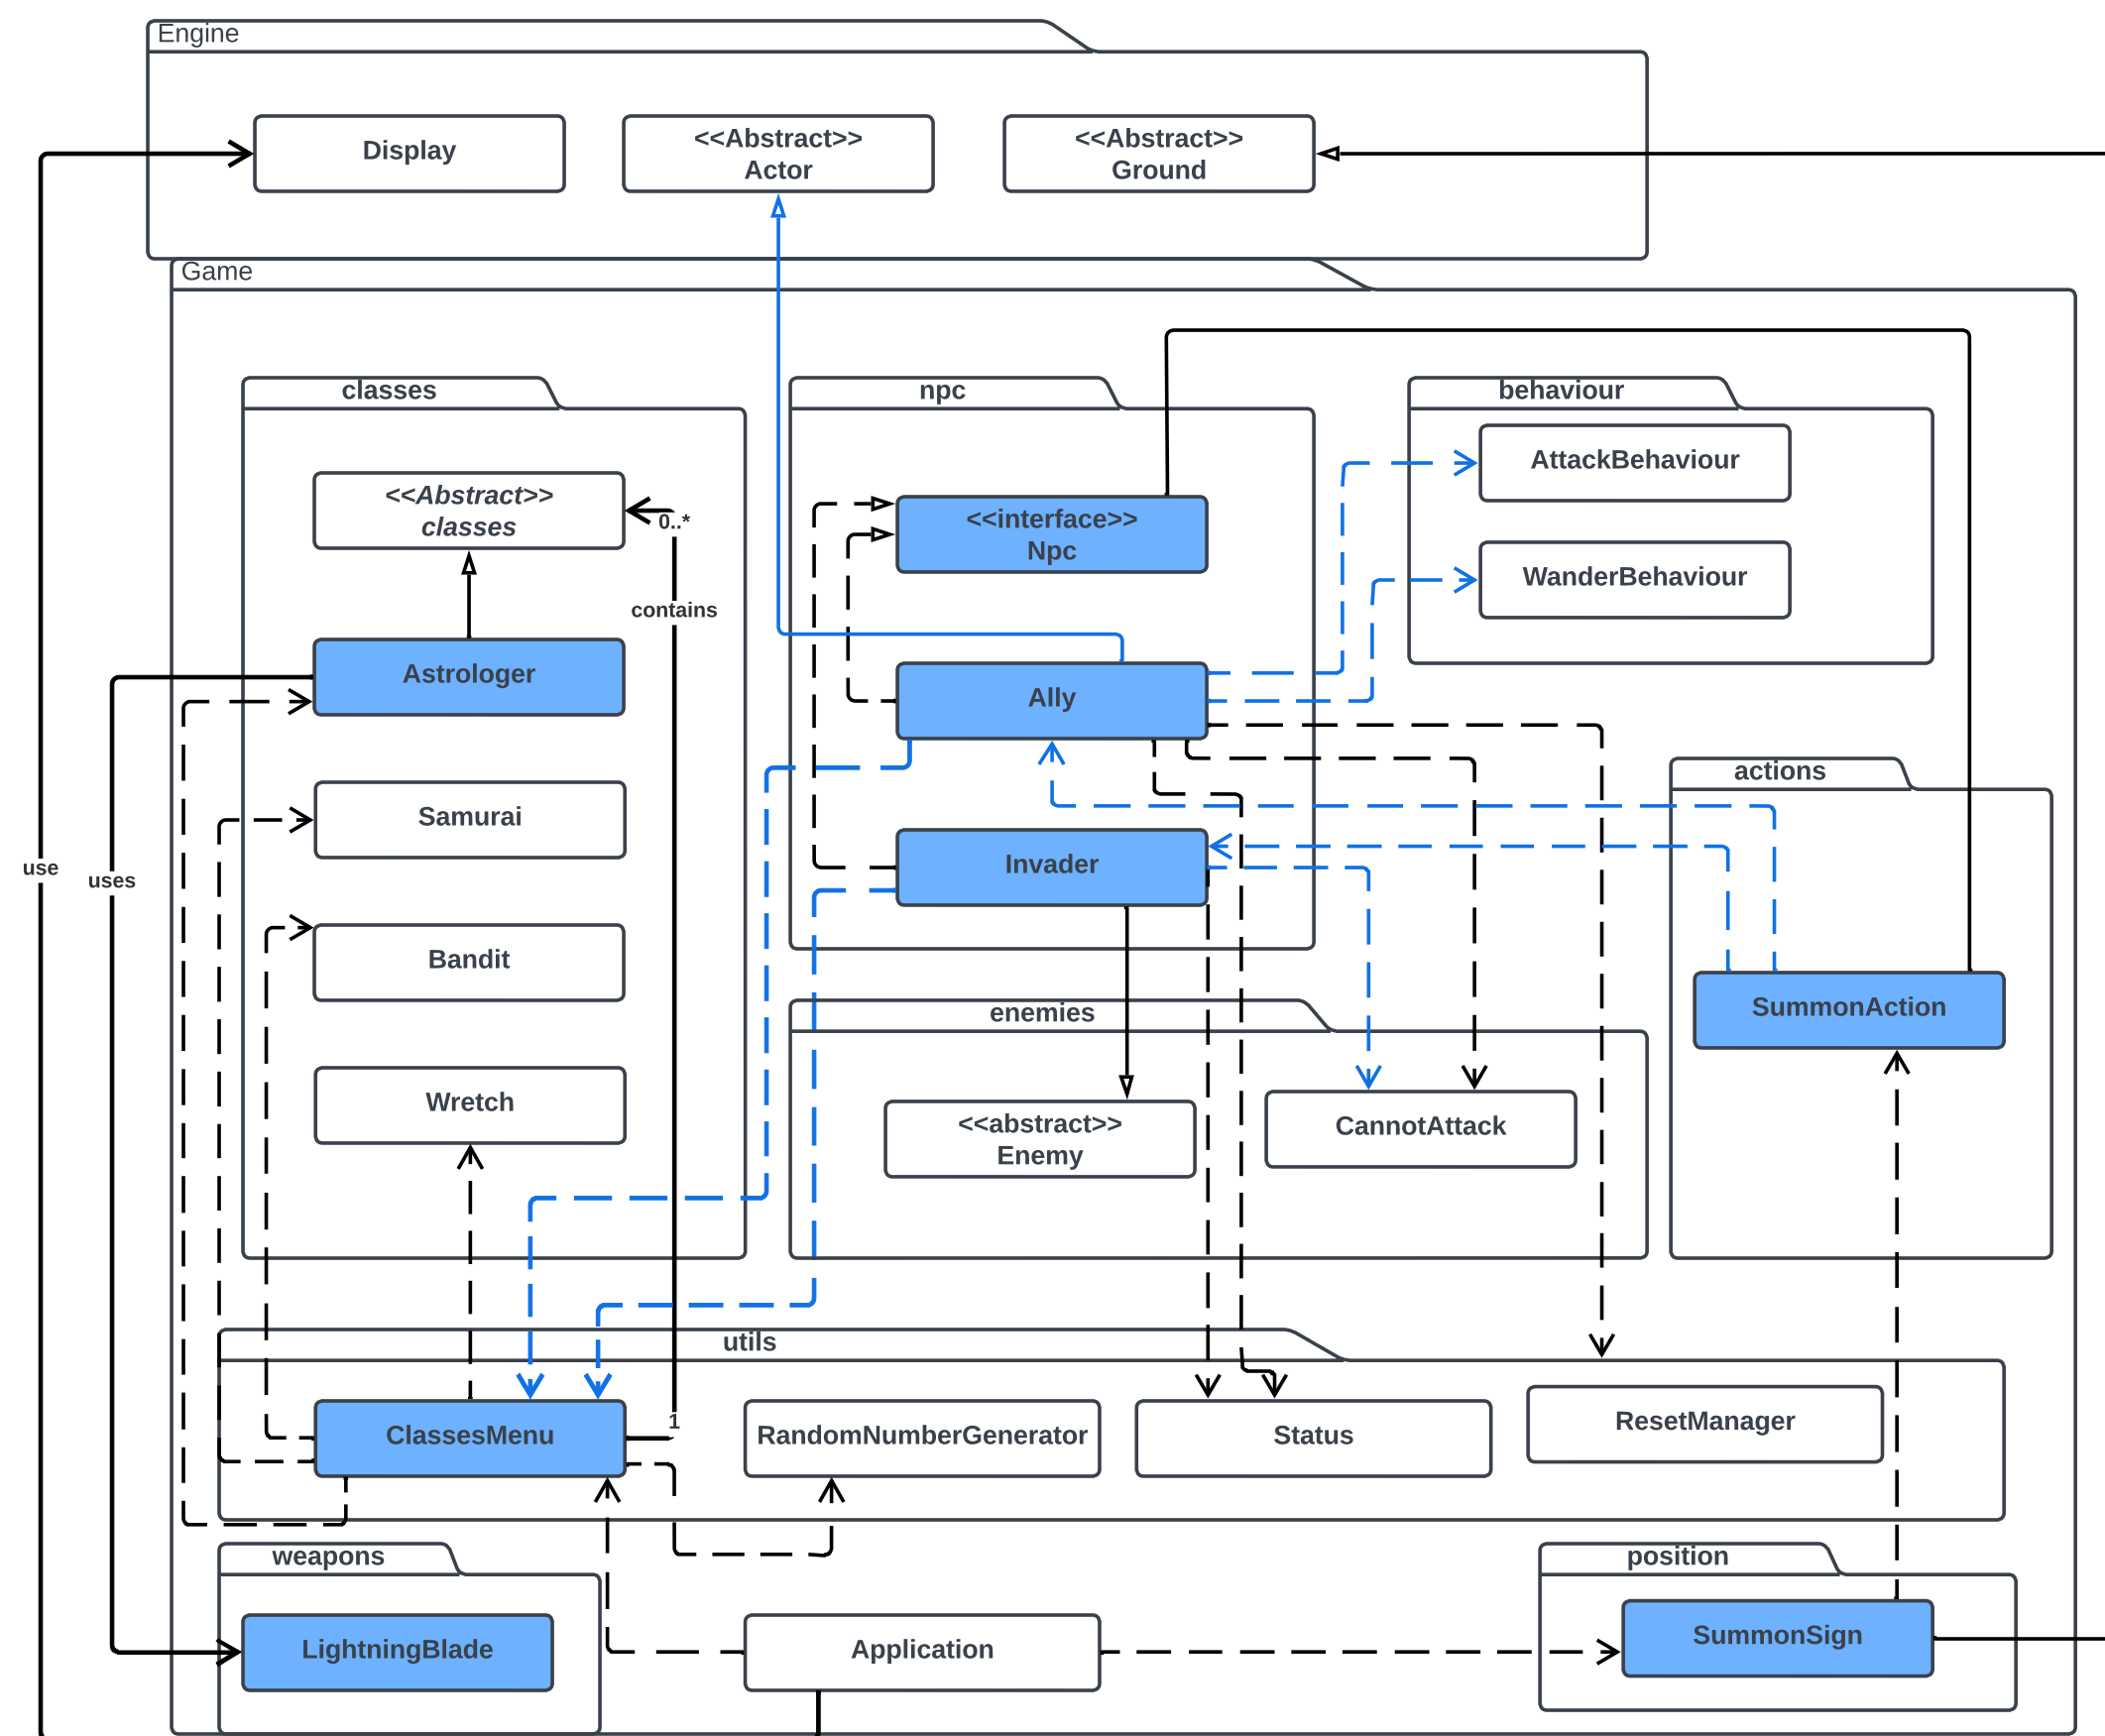 Engine
Display
<<Abstract>>
Actor
<<Abstract>>
Ground
Game
classes
npc
behaviour
<<Abstract>>
classes
0..*
contains
<<interface>>
Npc
AttackBehaviour
WanderBehaviour
Astrologer
Ally
actions
Samurai
Invader
use
uses
Bandit
SummonAction
enemies
Wretch
<<abstract>>
Enemy
CannotAttack
utils
1
ClassesMenu
RandomNumberGenerator
Status
ResetManager
weapons
position
LightningBlade
Application
SummonSign